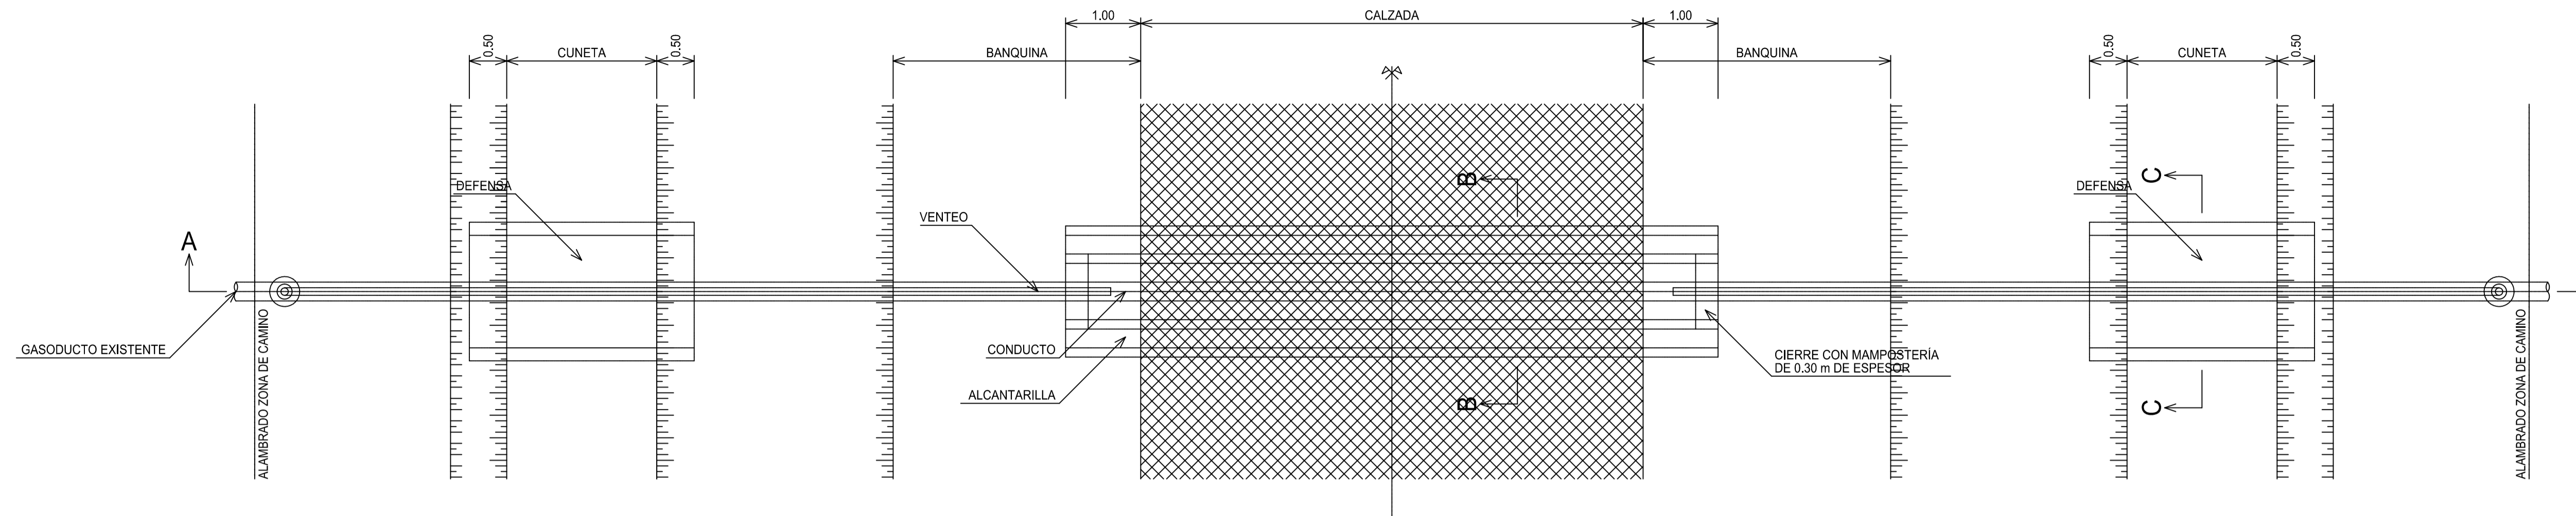 1.00
CALZADA
1.00
0.50
CUNETA
0.50
BANQUINA
BANQUINA
0.50
CUNETA
0.50
B
C
DEFENSA
DEFENSA
VENTEO
A
GASODUCTO EXISTENTE
ALAMBRADO ZONA DE CAMINO
CONDUCTO
CIERRE CON MAMPOSTERÍA
DE 0.30 m DE ESPESOR
ALCANTARILLA
B
C
ALAMBRADO ZONA DE CAMINO